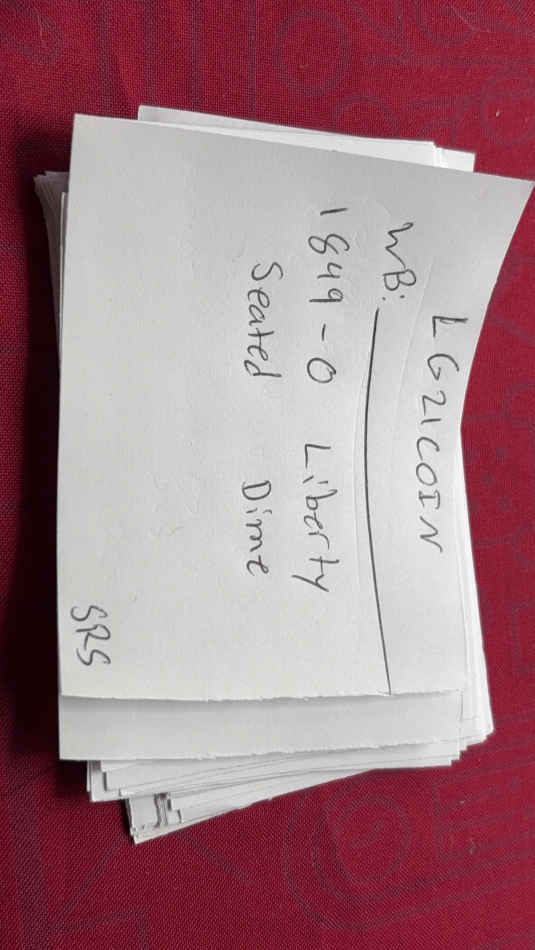 LG21COIN
WB:
1849-O Liberty
Seated Dime
SRS